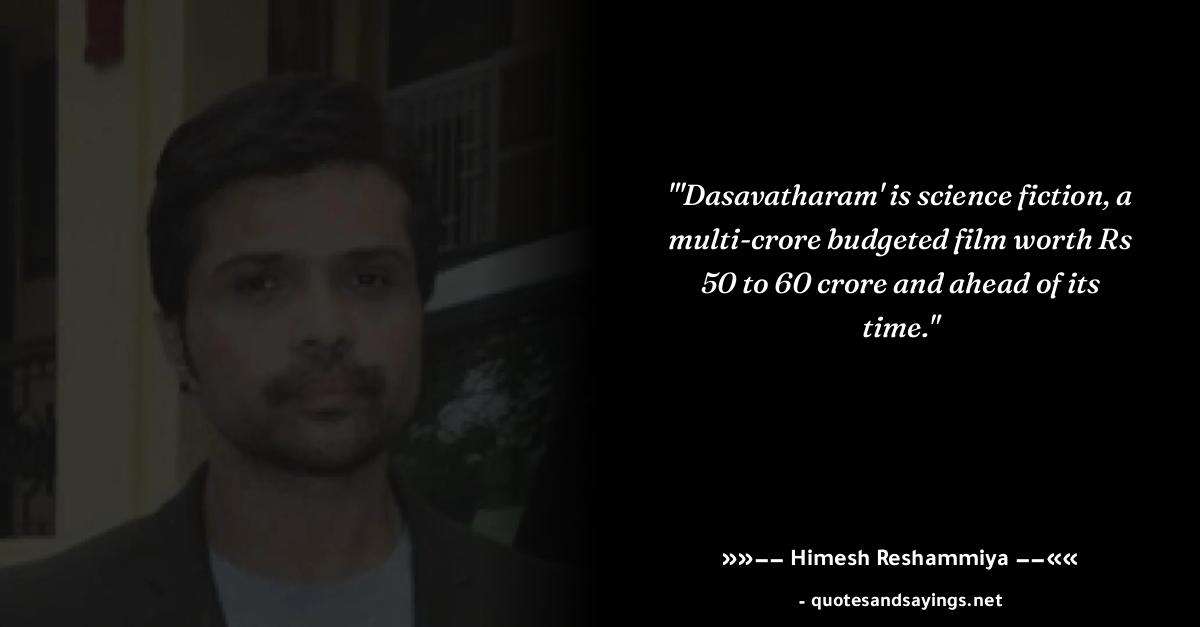 "'Dasavatharam' is science fiction, a
multi-crore budgeted film worth Rs
50 to 60 crore and ahead of its
time."
»»–– Himesh Reshammiya ––««
- quotesandsayings.net